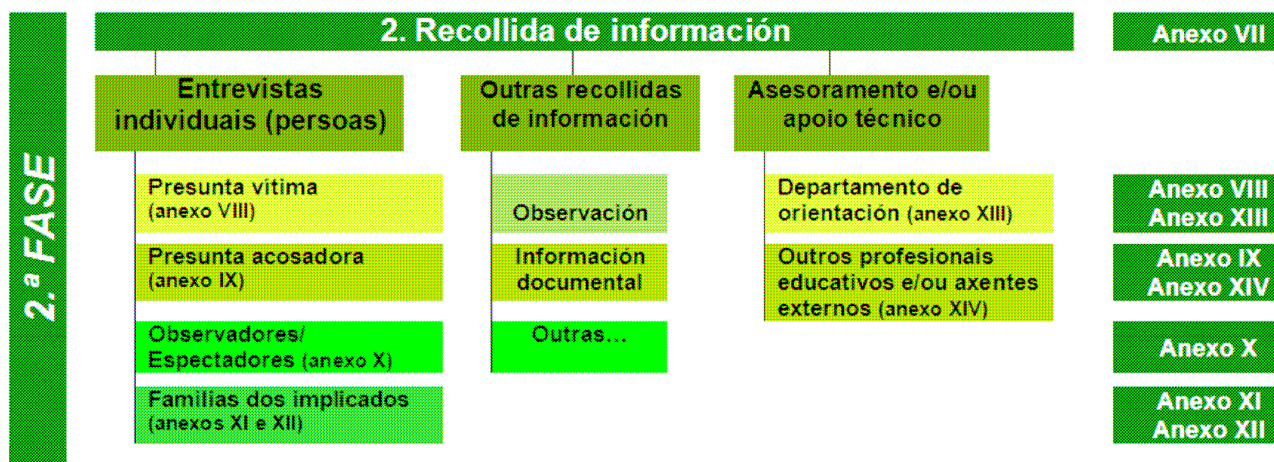 2.ª FASE
2. Recollida de información
Anexo VII
Entrevistas
individuais (persoas)
Presunta vítima
(anexo VIII)
Presunta acosadora
(anexo IX)
Observadores/
Espectadores (anexo X)
Familias dos implicados
(anexos XI e XII)
Outras recollidas
de información
Observación
Información
documental
Outras...
Asesoramento e/ou
apoio técnico
Departamento de
orientación (anexo XIII)
Outros profesionais
educativos e/ou axentes
externos (anexo XIV)
Anexo VIII
Anexo XIII
Anexo IX
Anexo XIV
Anexo X
Anexo XI
Anexo XII